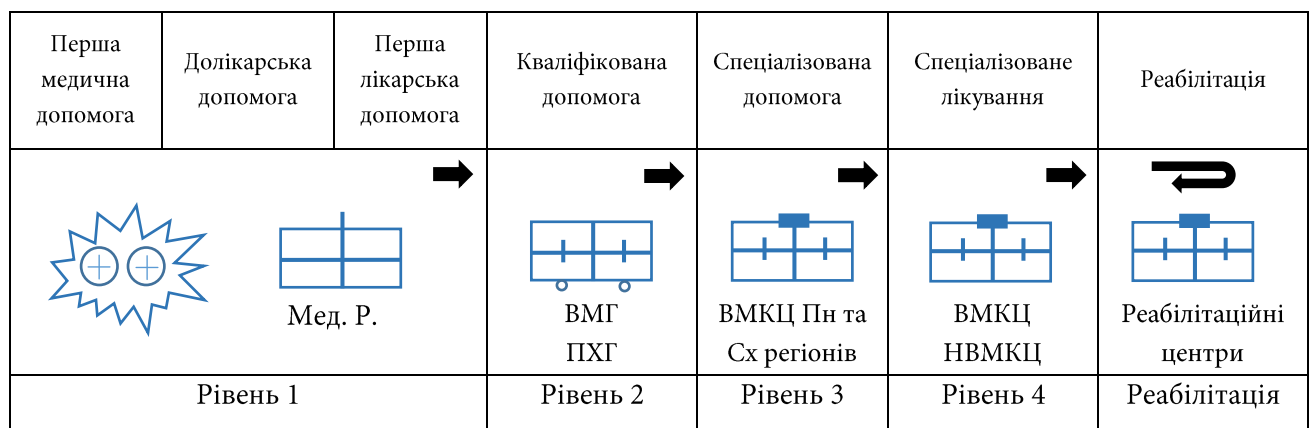 Перша
медична
допомога
Долікарська
допомога
Перша
лікарська
допомога
Кваліфікована
допомога
Спеціалізована
допомога
Спеціалізоване
лікування
Реабілітація
Мед. Р.
ВМГ
ПХГ
ВМКЦ Пн та
Сх регіонів
ВМКЦ
НВМКЦ
Реабілітаційні
центри
Рівень 1
Рівень 2
Рівень 3
Рівень 4
Реабілітація